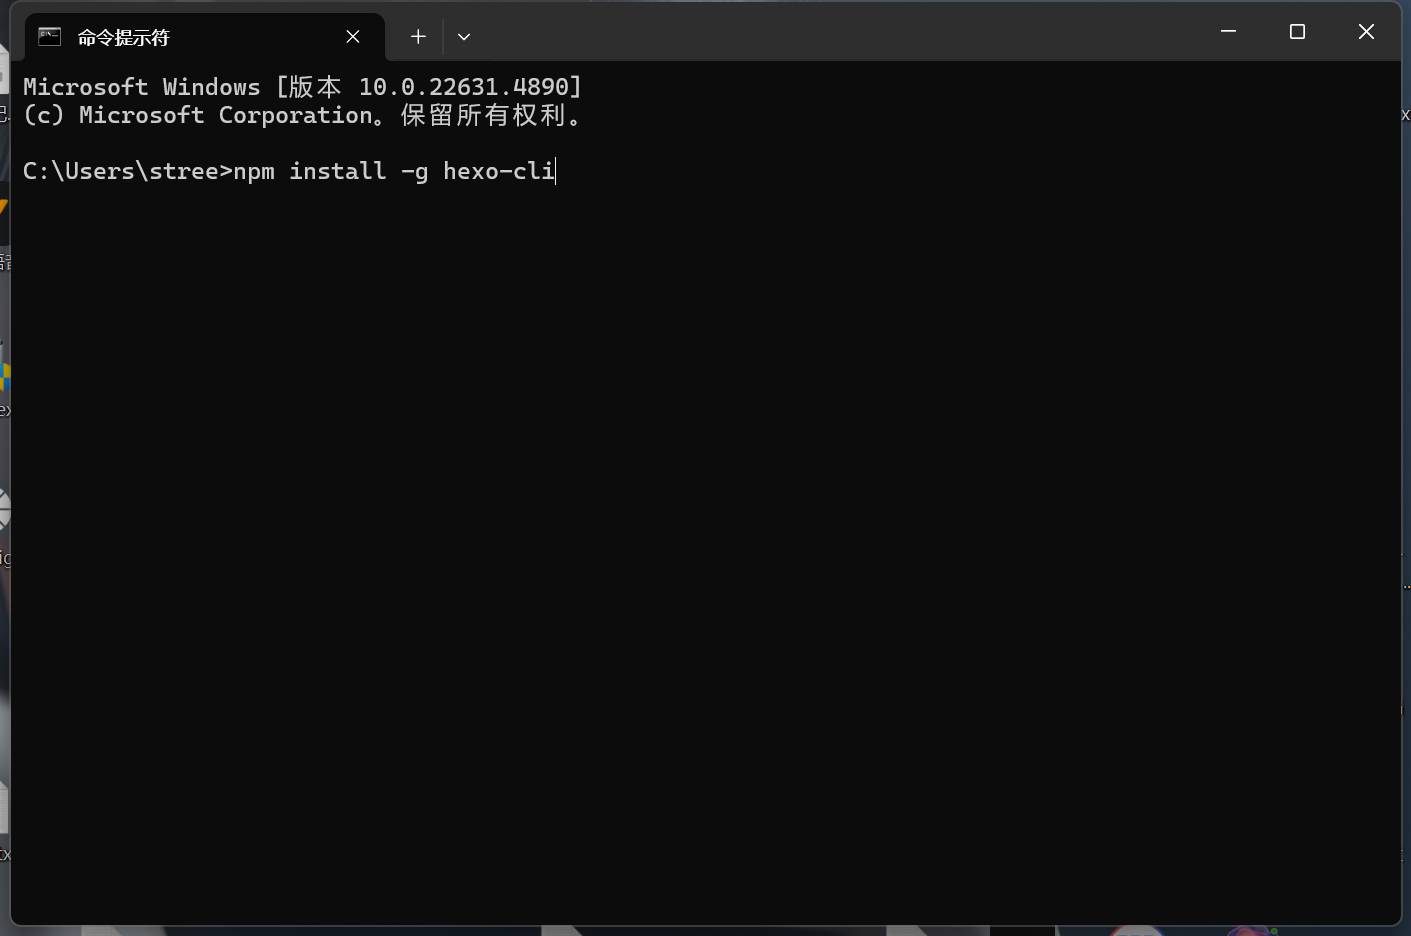 命令提示符
Microsoft Windows [版本 10.0.22631.4890]
(c) Microsoft Corporation。保留所有权利。
C:\Users\stree>npm install -g hexo-cli